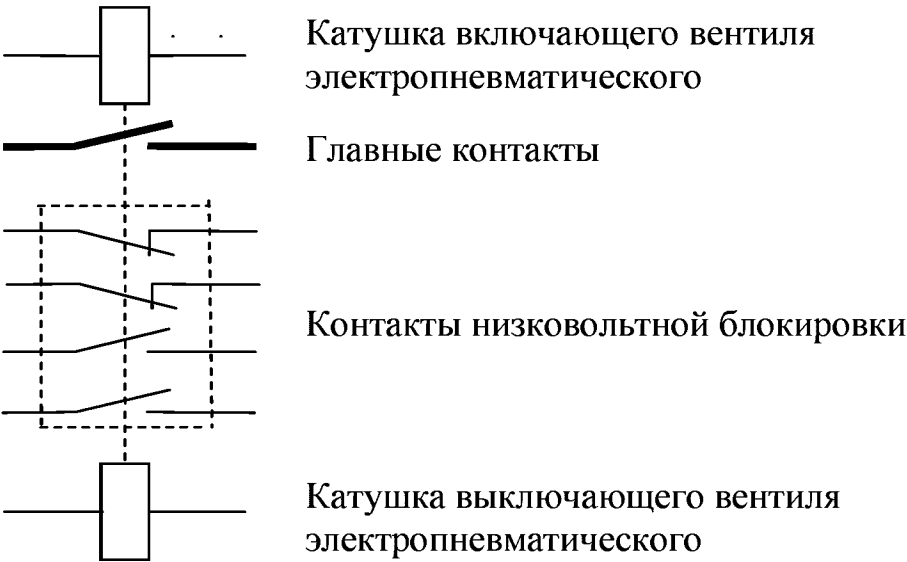 Катушка включающего вентиля
электропневматического
Главные контакты
Контакты низковольтной блокировки
Катушка выключающего вентиля
электропневматического